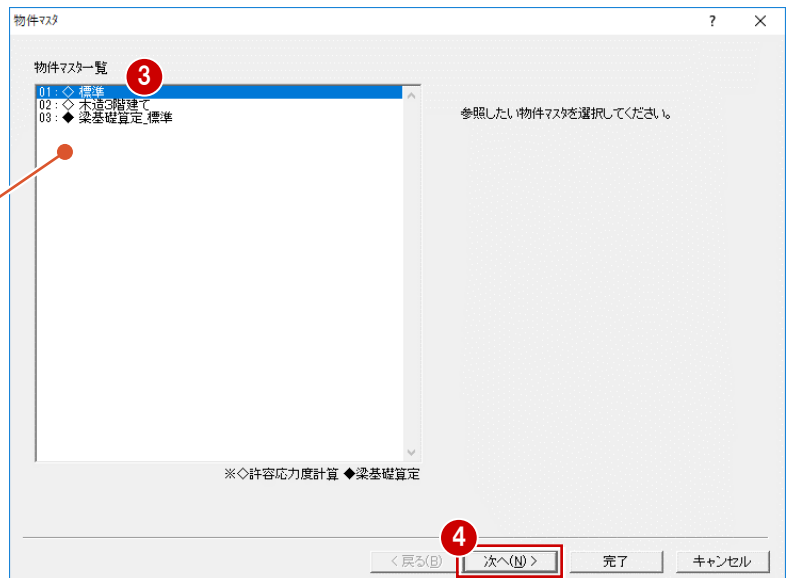 物件マスタ
? ×
物件マスター覧
3
01:◇ 標準
02:◇ 木造3階建て
03:◆ 梁基礎算定_標準
参照したい物件マスタを選択してください。
※◇許容応力度計算 ◆梁基礎算定
4
<戻る(B) 次へ(N)> 完了 キャンセル